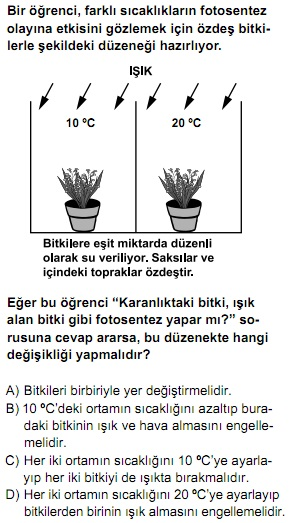 Bir öğrenci, farklı sıcaklıkların fotosentez
olayına etkisini gözlemek için özdeş bitki-
lerle şekildeki düzeneği hazırlıyor.
IŞIK
10 ºC
20 ºC
Bitkilere eşit miktarda düzenli
olarak su veriliyor. Saksılar ve
içindeki topraklar özdeştir.
Eğer bu öğrenci “Karanlıktaki bitki, ışık
alan bitki gibi fotosentez yapar mı?” so-
rusuna cevap ararsa, bu düzenekte hangi
değişikliği yapmalıdır?
A) Bitkileri birbiriyle yer değiştirmelidir.
B) 10 ºC'deki ortamın sıcaklığını azaltıp bura-
daki bitkinin ışık ve hava almasını engelle-
melidir.
C) Her iki ortamın sıcaklığını 10 ºC'ye ayarla-
yıp her iki bitkiyi de ışıkta bırakmalıdır.
D) Her iki ortamın sıcaklığını 20 ºC'ye ayarlayıp
bitkilerden birinin ışık almasını engellemelidir.